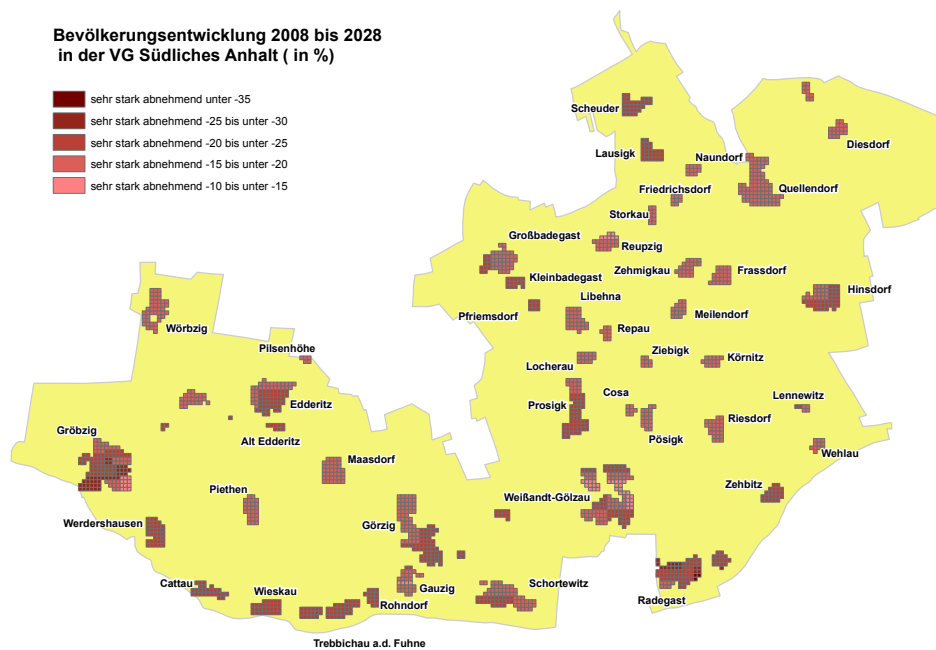 Bevölkerungsentwicklung 2008 bis 2028
in der VG Südliches Anhalt ( in %)
sehr stark abnehmend unter -35
sehr stark abnehmend -25 bis unter -30
sehr stark abnehmend -20 bis unter -25
sehr stark abnehmend -15 bis unter -20
sehr stark abnehmend -10 bis unter -15
Scheuder
Diesdorf
Lausigk
Naundorf
Friedrichsdorf
Quellendorf
Storkau
Großbadegast
Reupzig
Zehmigkau
Frassdorf
Kleinbadegast
Hinsdorf
Libehna
Pfriemsdorf
Meilendorf
Wörbzig
Repau
Pilsenhöhe
Ziebigk
Locherau
Körnitz
Edderitz
Cosa
Lennewitz
Prosigk
Riesdorf
Gröbzig
Alt Edderitz
Pösigk
Wehlau
Maasdorf
Zehbitz
Piethen
Weißandt-Gölzau
Werdershausen
Görzig
Cattau
Wieskau
Gauzig
Schortewitz
Radegast
Rohndorf
Trebbichau a.d. Fuhne